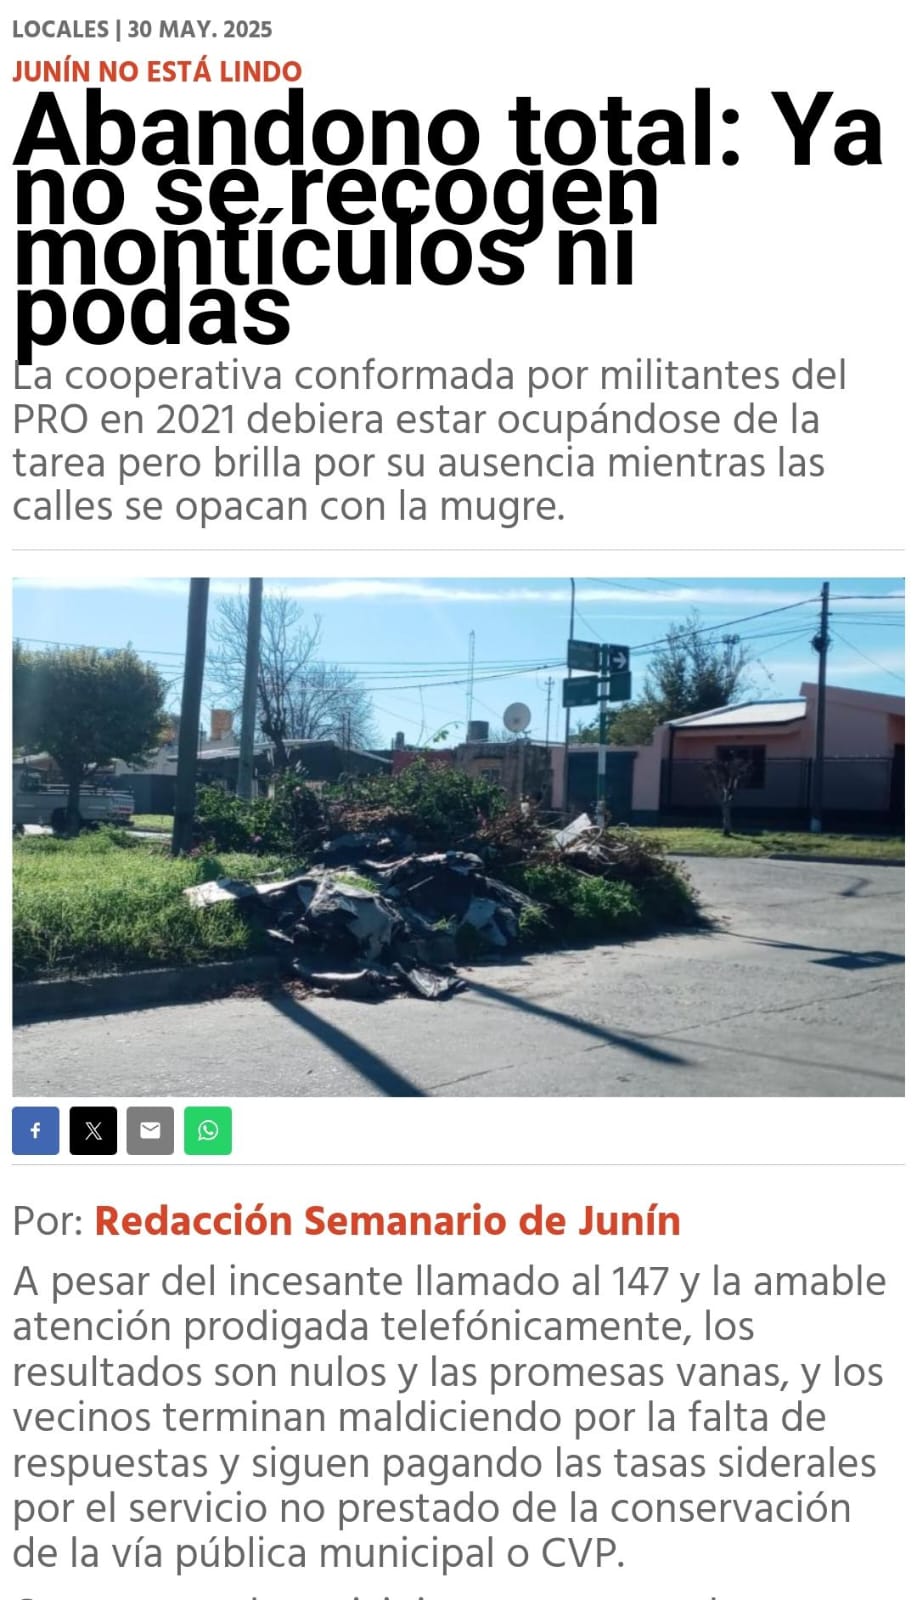 LOCALES | 30 MAY. 2025
JUNÍN NO ESTÁ LINDO
Abandono total: Ya
no se recogen
montículos ni
podas
La cooperativa conformada por militantes del
PRO en 2021 debiera estar ocupándose de la
tarea pero brilla por su ausencia mientras las
calles se opacan con la mugre.
Por: Redacción Semanario de Junín
A pesar del incesante llamado al 147 y la amable
atención prodigada telefónicamente, los
resultados son nulos y las promesas vanas, y los
vecinos terminan maldiciendo por la falta de
respuestas y siguen pagando las tasas siderales
por el servicio no prestado de la conservación
de la vía pública municipal o CVP.